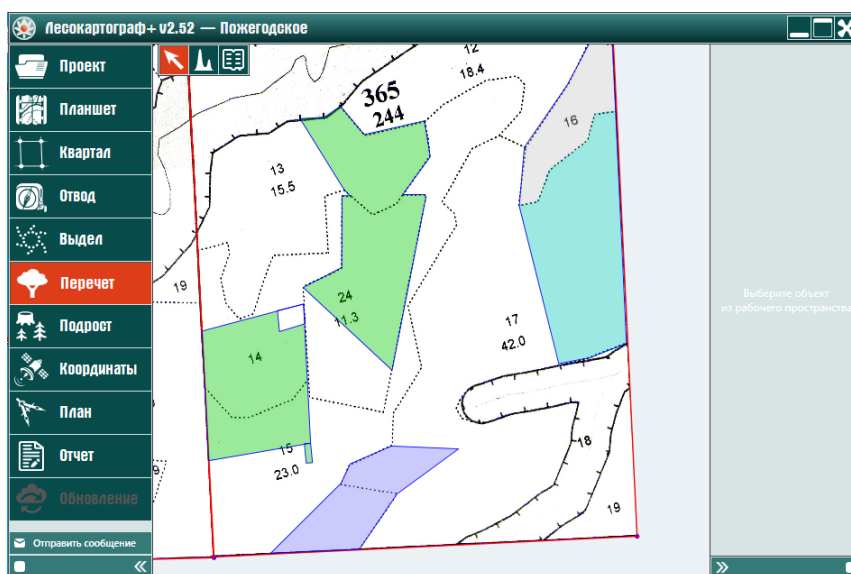 Лесокартограф+ v2.52 — Пожегодское
Проект
Планшет
Квартал
Отвод
Выдел
Перечет
Подрост
Координаты
План
Отчет
Обновление
Отправить сообщение
12
18.4
365
244
16
13
15.5
19
24
11.3
17
42.0
14
15
23.0
18
19
9
Выберите объект
из рабочего пространства